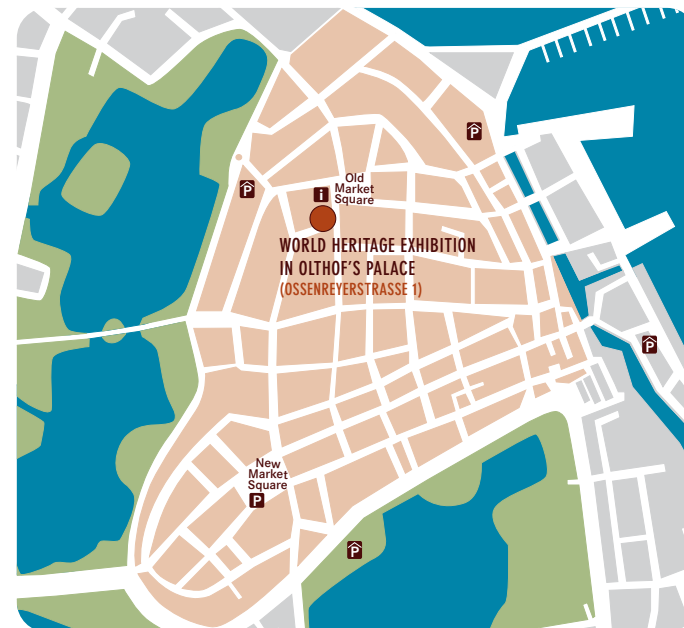 P
P
i
Old
Market
Square
WORLD HERITAGE EXHIBITION
IN OLTHOF'S PALACE
(OSSENREYERSTRASSE 1)
P
New
Market
Square
P
P